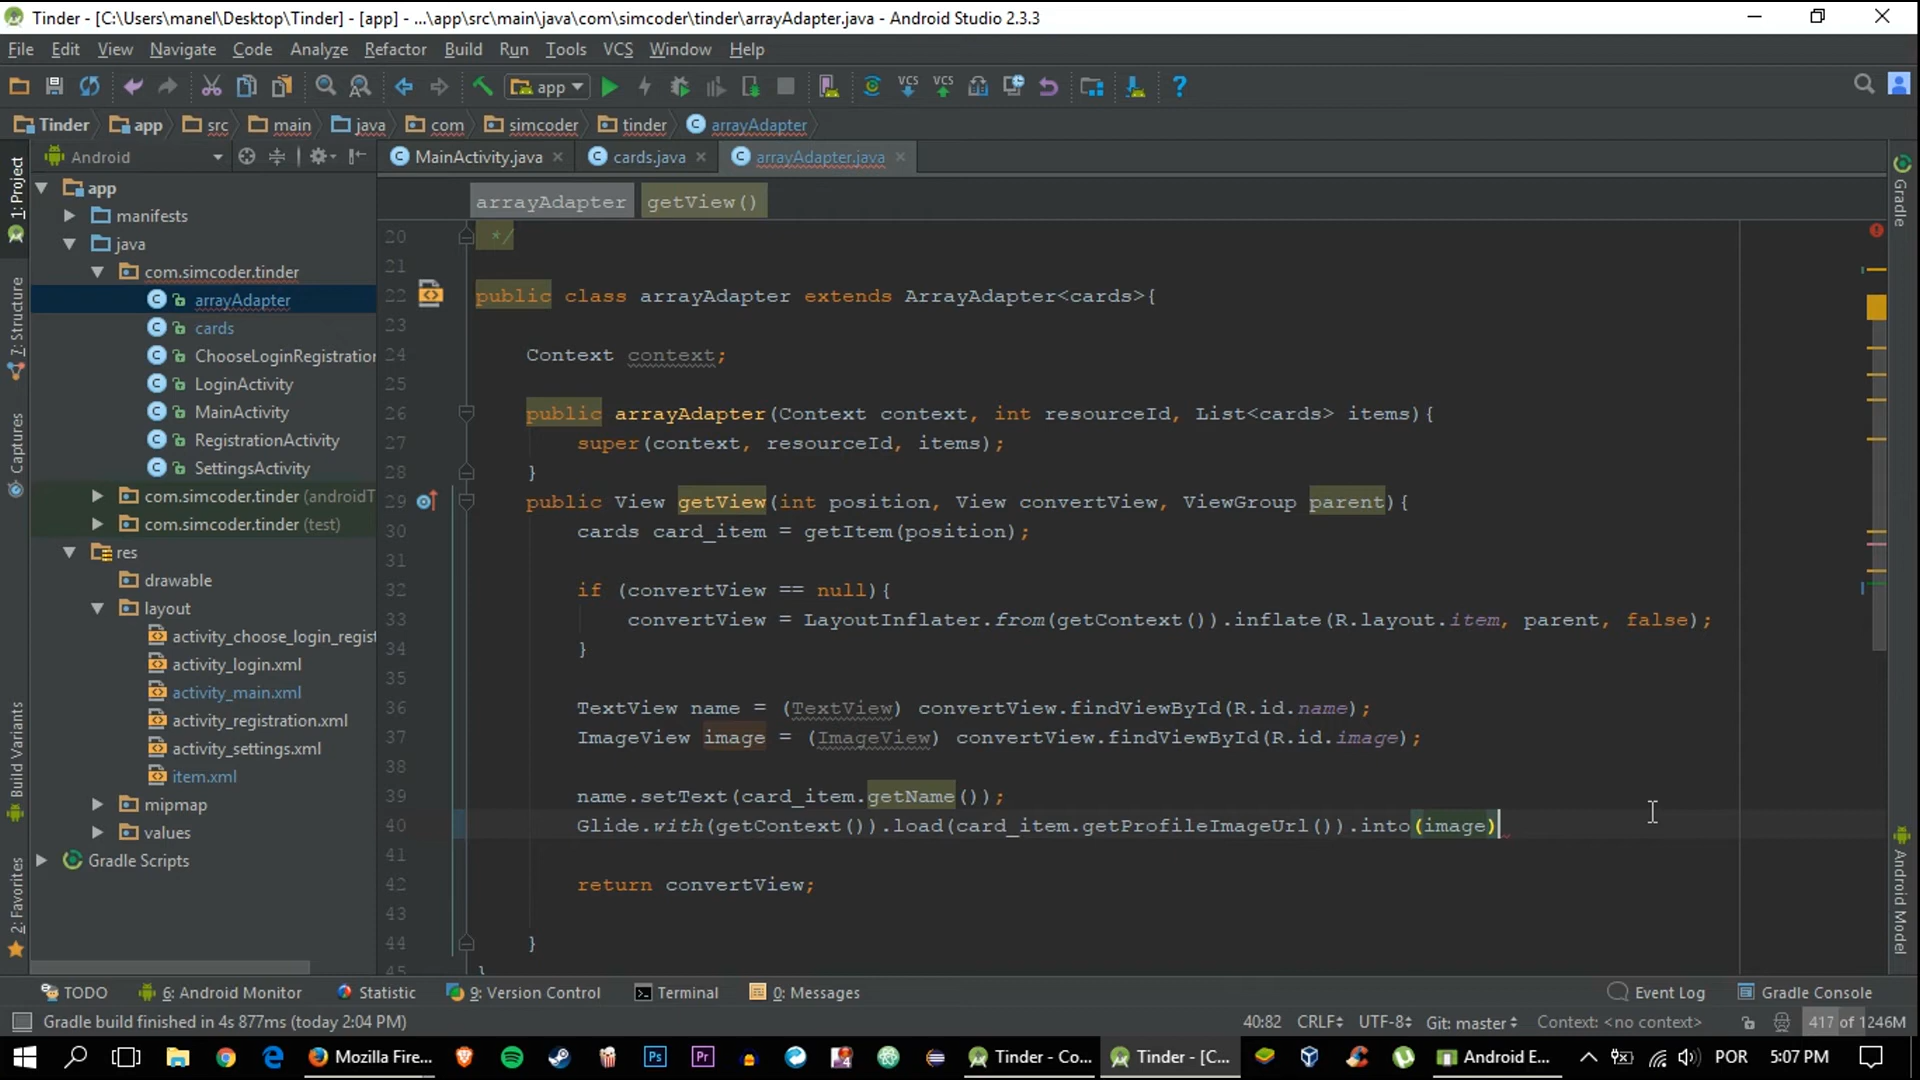 Tinder - [C:\Users\manel\Desktop\Tinder] - [app] - ...\app\src\main\java\com\simcoder\tinder\arrayAdapter.java - Android Studio 2.3.3
File Edit View Navigate Code Analyze Refactor Build Run Tools VCS Window Help
app VCS VCS ?
Tinder app src main java com simcoder tinder arrayAdapter
Android MainActivity.java cards.java arrayAdapter.java
arrayAdapter getView()
1: Project
7: Structure
Captures
Build Variants
2: Favorites
app
manifests
java
com.simcoder.tinder
arrayAdapter
cards
ChooseLoginRegistration
LoginActivity
MainActivity
RegistrationActivity
SettingsActivity
com.simcoder.tinder (androidT
com.simcoder.tinder (test)
res
drawable
layout
activity_choose_login_regist
activity_login.xml
activity_main.xml
activity_registration.xml
activity_settings.xml
item.xml
mipmap
values
Gradle Scripts
20 */
21
22 public class arrayAdapter extends ArrayAdapter<cards>{
23
24 Context context;
25
26 public arrayAdapter(Context context, int resourceId, List<cards> items){
27 super(context, resourceId, items);
28 }
29 public View getView(int position, View convertView, ViewGroup parent){
30 cards card_item = getItem(position);
31
32 if (convertView == null){
33 convertView = LayoutInflater.from(getContext()).inflate(R.layout.item, parent, false);
34 }
35
36 TextView name = (TextView) convertView.findViewById(R.id.name);
37 ImageView image = (ImageView) convertView.findViewById(R.id.image);
38
39 name.setText(card_item.getName());
40 Glide.with(getContext()).load(card_item.getProfileImageUrl()).into(image)
41
42 return convertView;
43
44 }
45 }
Gradle
Android Model
TODO 6: Android Monitor Statistic 9: Version Control Terminal 0: Messages Event Log Gradle Console
Gradle build finished in 4s 877ms (today 2:04 PM) 40:82 CRLF UTF-8 Git: master Context: <no context> 417 of 1246M
Mozilla Fire... Ps Pr Tinder - Co... Tinder - [C... Android E... POR 5:07 PM